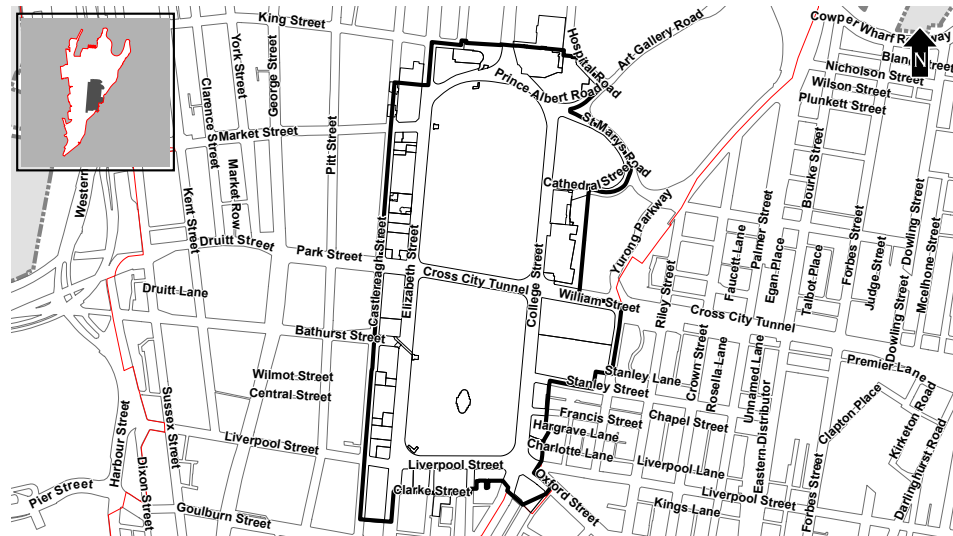 King Street
Hospital Road
Art Gallery Road
Cowper
Wharf Roadway
Bland Street
N
York Street
George Street
Clarence Street
Nicholson Street
Wilson Street
Plunkett Street
Prince Albert Road
Market Street
Pitt Street
St Marys Road
Bourke Street
Cathedral Street
Western
Kent Street
Market Row
Druitt Street
Park Street
Castlereagh Street
Elizabeth Street
College Street
Yurong Parkway
Faucett Lane
Palmer Street
Egan Place
Talbot Place
Forbes Street
Judge Street
Dowling Street
Dowling Street
Mcelhone Street
Cross City Tunnel
William Street
Riley Street
Cross City Tunnel
Druitt Lane
Bathurst Street
Premier Lane
Wilmot Street
Central Street
Stanley Lane
Stanley Street
Crown Street
Rosella Lane
Unnamed Lane
Eastern Distributor
Clapton Place
Kirketon Road
Darlinghurst Road
Francis Street
Chapel Street
Hargrave Lane
Charlotte Lane
Harbour Street
Sussex Street
Liverpool Street
Liverpool Street
Liverpool Lane
Dixon Street
Pier Street
Clarke Street
Oxford Street
Liverpool Street
Kings Lane
Forbes Street
Goulburn Street